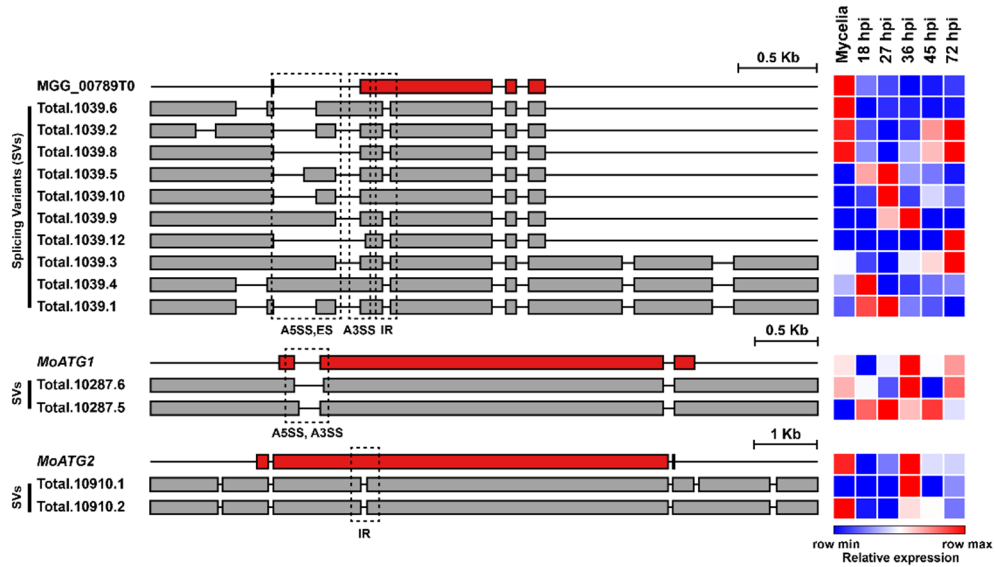 Mycelia
18 hpi
27 hpi
36 hpi
45 hpi
72 hpi
0.5 Kb
MGG_00789T0
Total.1039.6
Total.1039.2
Total.1039.8
Total.1039.5
Total.1039.10
Total.1039.9
Total.1039.12
Total.1039.3
Total.1039.4
Total.1039.1
Splicing Variants (SVs)
A5SS,ES A3SS IR
0.5 Kb
MoATG1
Total.10287.6
Total.10287.5
SVs
A5SS, A3SS
1 Kb
MoATG2
Total.10910.1
Total.10910.2
SVs
IR
row min row max
Relative expression